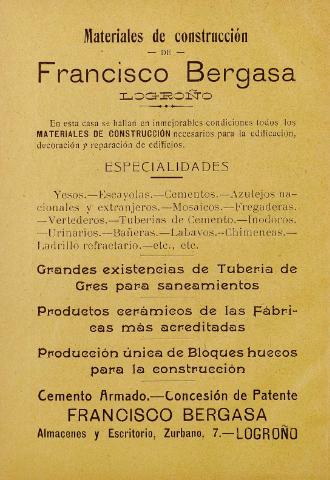 Materiales de construcción
— DE —
Francisco Bergasa
LOGROÑO
En esta casa se hallan en inmejorables condiciones todos los
MATERIALES DE CONSTRUCCIÓN necesarios para la edificación,
decoración y reparación de edificios.
ESPECIALIDADES
Yesos.—Escayolas.—Cementos.—Azulejos na-
cionales y extranjeros.—Mosaicos.—Fregaderas.
—Vertederos.—Tuberías de Cemento.—Inodoros.
—Urinarios.—Bañeras.—Labavos.—Chimeneas.—
Ladrillo refractario.—etc., etc.
Grandes existencias de Tubería de
Gres para saneamientos
Productos cerámicos de las Fábri-
cas más acreditadas
Producción única de Bloques huecos
para la construcción
Cemento Armado.—Concesión de Patente
FRANCISCO BERGASA
Almacenes y Escritorio, Zurbano, 7.—LOGROÑO